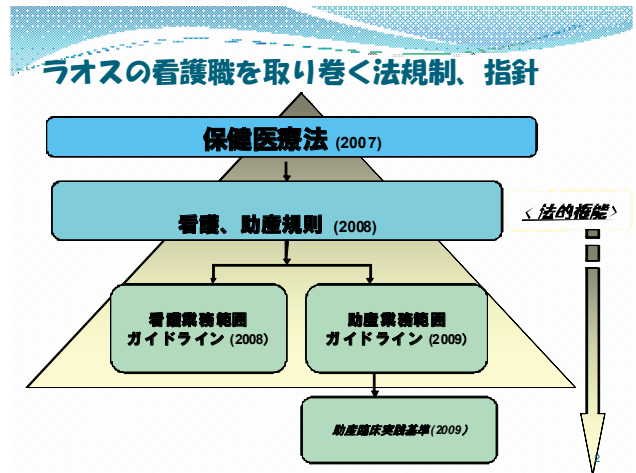 ラオスの看護職を取り巻く法規制、指針
保健医療法 (2007)
看護、助産規則 (2008)
＜法的権能＞
看護業務範囲
ガイドライン (2008)
助産業務範囲
ガイドライン (2009)
助産臨床実践基準(2009)
2